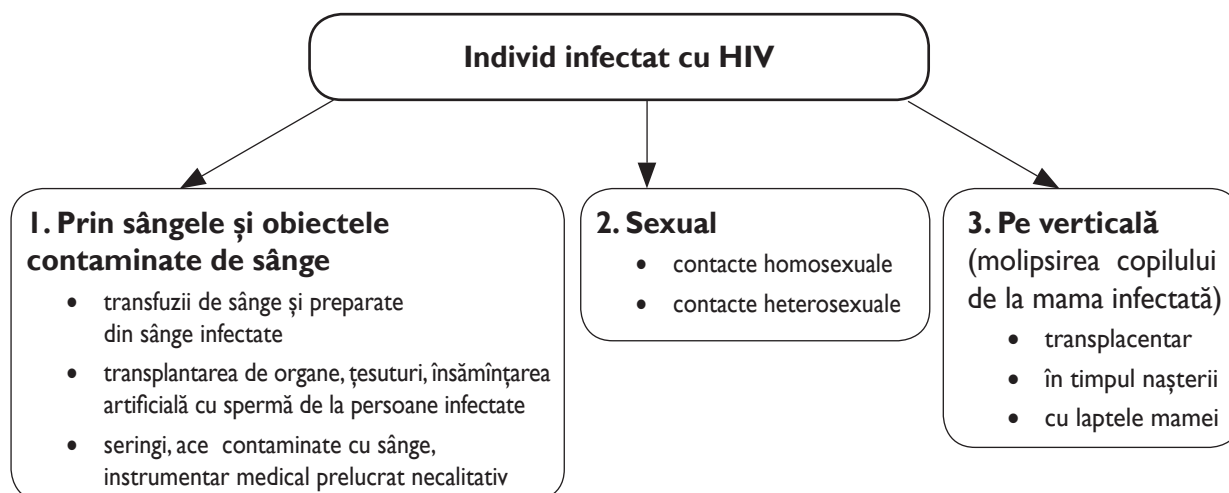 Individ infectat cu HIV
1. Prin sângele și obiectele
contaminate de sânge
• transfuzii de sânge și preparate
din sânge infectate
• transplantarea de organe, țesuturi, însămînțarea
artificială cu spermă de la persoane infectate
• seringi, ace contaminate cu sânge,
instrumentar medical prelucrat necalitativ
2. Sexual
• contacte homosexuale
• contacte heterosexuale
3. Pe verticală
(molipsirea copilului
de la mama infectată)
• transplacentar
• în timpul nașterii
• cu laptele mamei